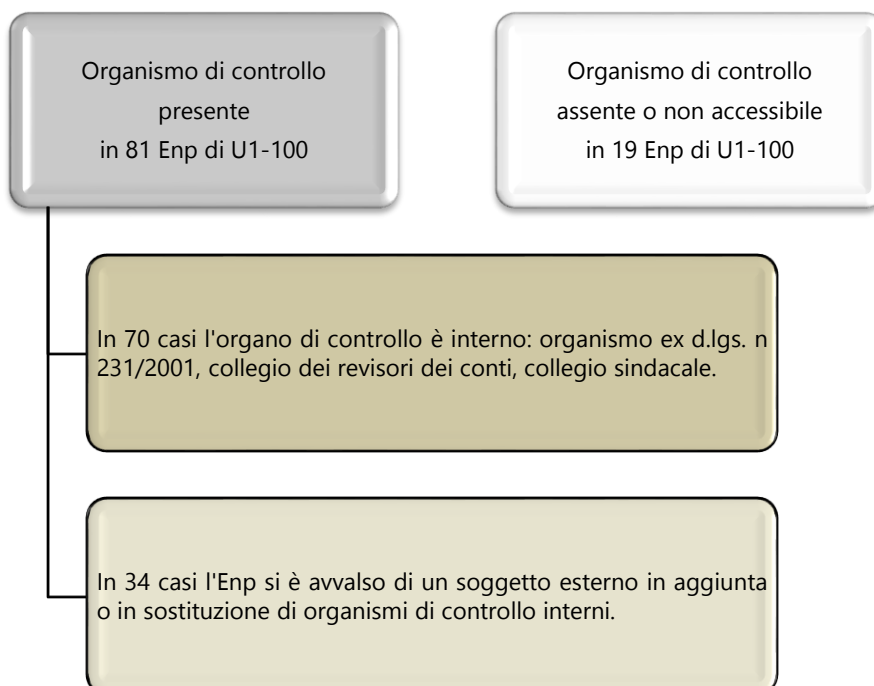 Organismo di controllo
presente
in 81 Enp di U1-100
Organismo di controllo
assente o non accessibile
in 19 Enp di U1-100
In 70 casi l'organo di controllo è interno: organismo ex d.lgs. n
231/2001, collegio dei revisori dei conti, collegio sindacale.
In 34 casi l'Enp si è avvalso di un soggetto esterno in aggiunta
o in sostituzione di organismi di controllo interni.